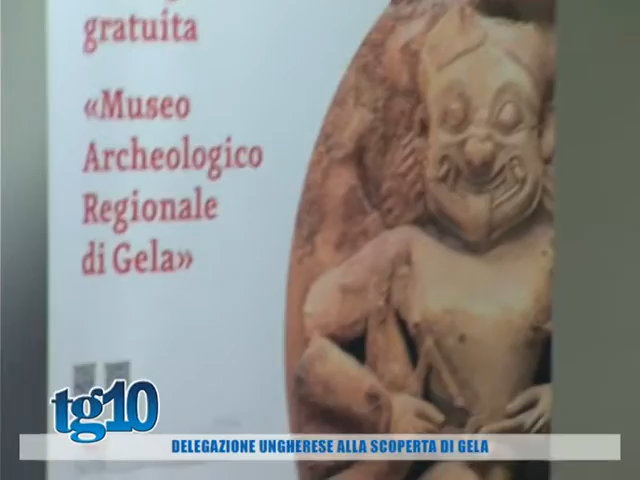 gratuita
«Museo
Archeologico
Regionale
di Gela»
tg10
DELEGAZIONE UNGHERESE ALLA SCOPERTA DI GELA